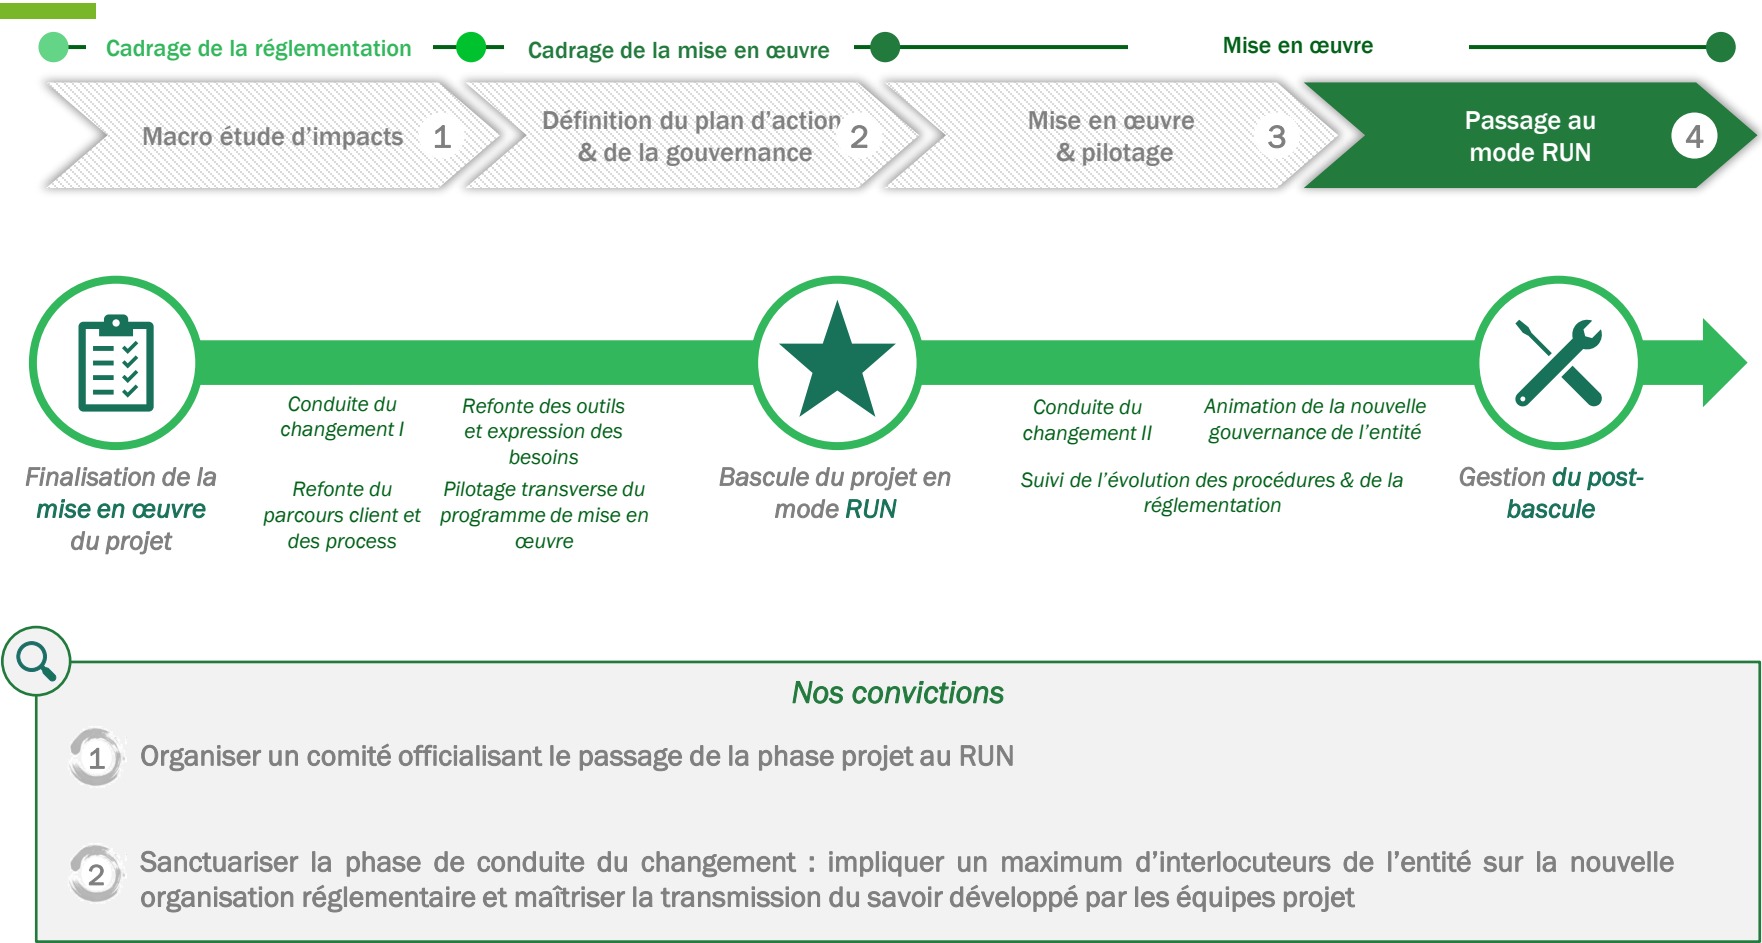 Cadrage de la réglementation
Cadrage de la mise en œuvre
Mise en œuvre
Macro étude d'impacts
1
Définition du plan d'action
& de la gouvernance
2
Mise en œuvre
& pilotage
3
Passage au
mode RUN
4
Conduite du
changement I
Refonte des outils
et expression des
besoins
Refonte du
parcours client et
des process
Pilotage transverse du
programme de mise en
œuvre
Conduite du
changement II
Animation de la nouvelle
gouvernance de l'entité
Suivi de l'évolution des procédures & de la
réglementation
Finalisation de la
mise en œuvre
du projet
Bascule du projet en
mode RUN
Gestion du post-
bascule
Nos convictions
1
Organiser un comité officialisant le passage de la phase projet au RUN
2
Sanctuariser la phase de conduite du changement : impliquer un maximum d'interlocuteurs de l'entité sur la nouvelle
organisation réglementaire et maîtriser la transmission du savoir développé par les équipes projet